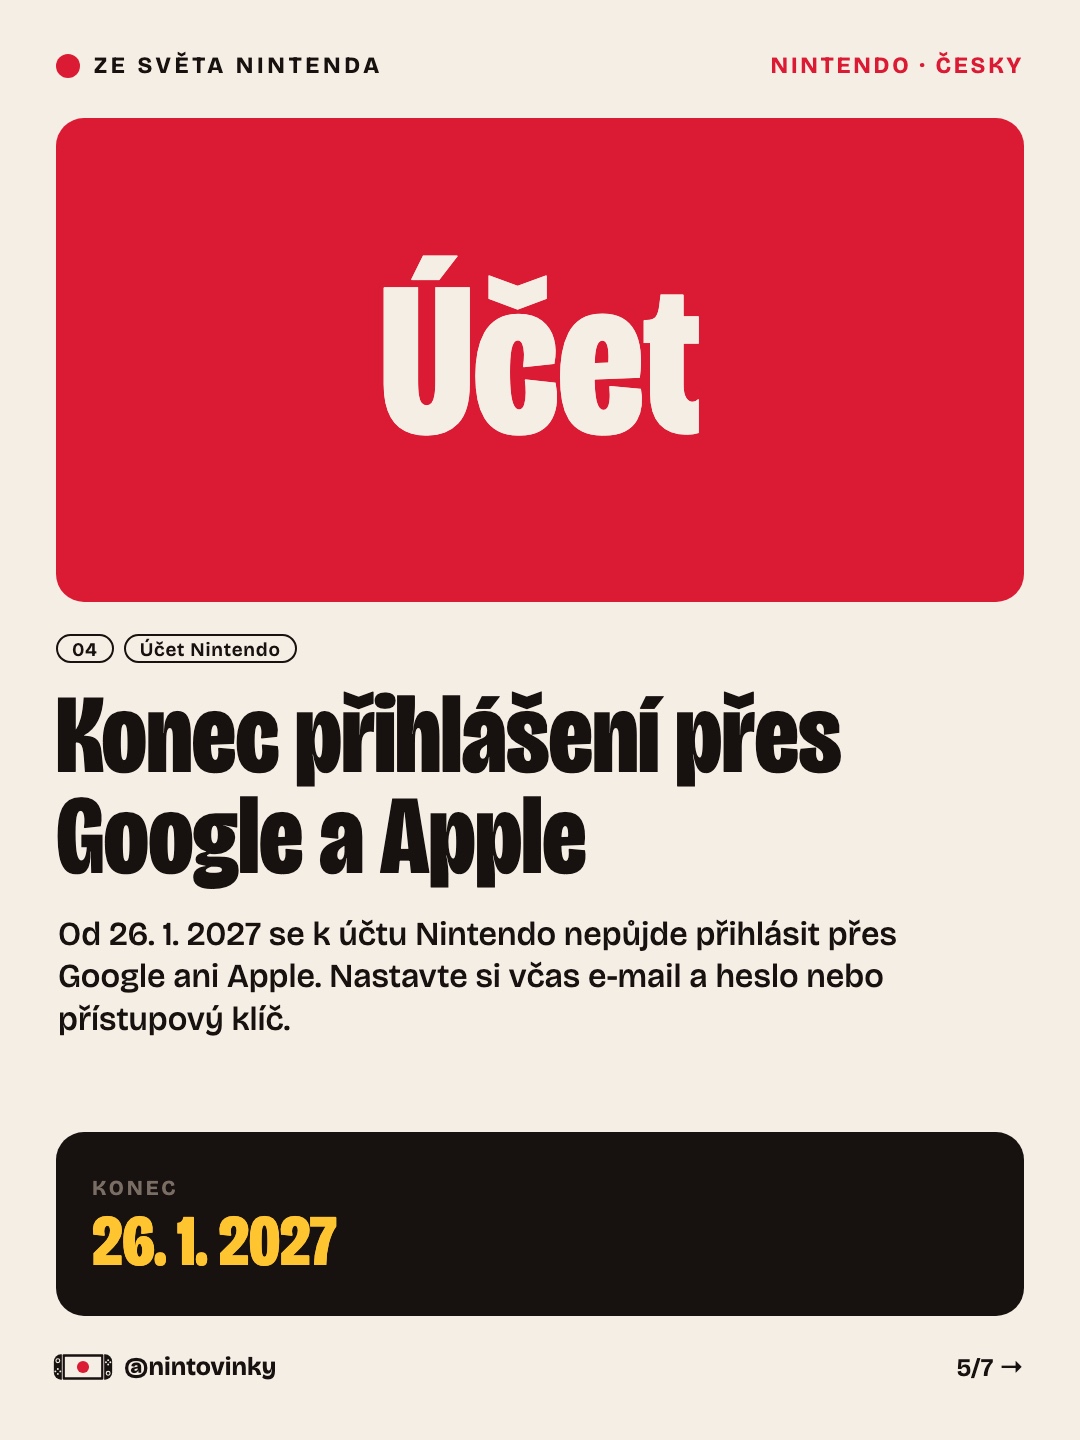 ZE SVĚTA NINTENDA
NINTENDO · ČESKY
Účet
04
Účet Nintendo
Konec přihlášení přes
Google a Apple
Od 26. 1. 2027 se k účtu Nintendo nepůjde přihlásit přes
Google ani Apple. Nastavte si včas e-mail a heslo nebo
přístupový klíč.
KONEC
26. 1. 2027
@nintovinky
5/7 →